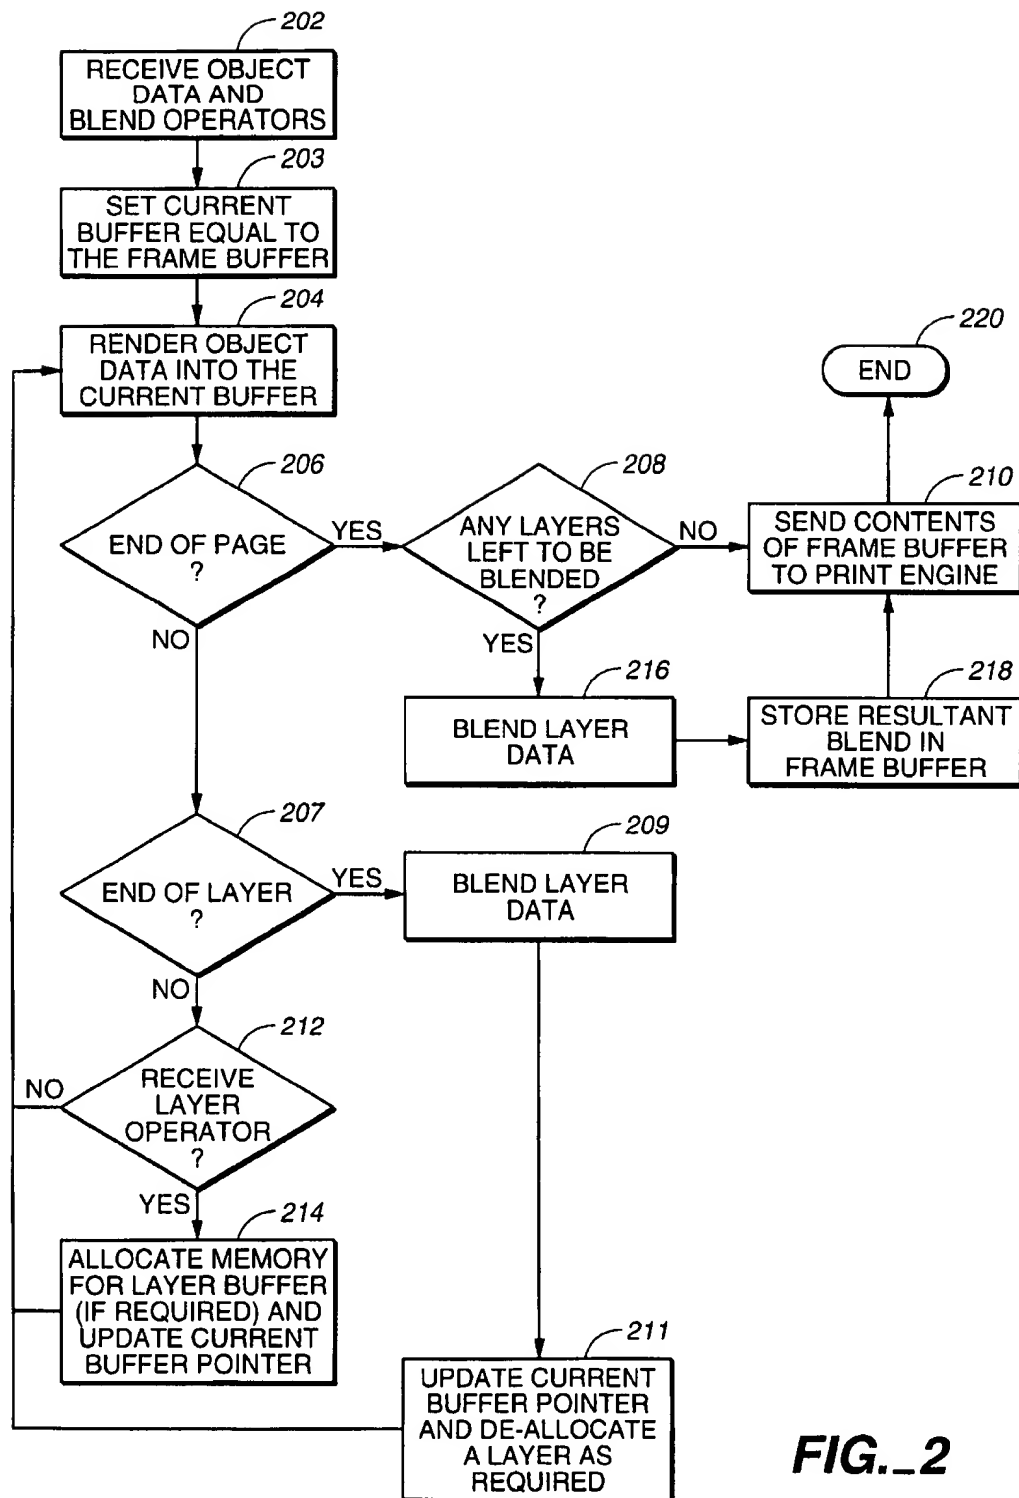 202
RECEIVE OBJECT
DATA AND
BLEND OPERATORS
203
SET CURRENT
BUFFER EQUAL TO
THE FRAME BUFFER
204
RENDER OBJECT
DATA INTO THE
CURRENT BUFFER
220
END
206
END OF PAGE
?
YES
NO
208
ANY LAYERS
LEFT TO BE
BLENDED
?
NO
YES
210
SEND CONTENTS
OF FRAME BUFFER
TO PRINT ENGINE
216
BLEND LAYER
DATA
218
STORE RESULTANT
BLEND IN
FRAME BUFFER
207
END OF LAYER
?
YES
NO
209
BLEND LAYER
DATA
212
RECEIVE
LAYER
OPERATOR
?
NO
YES
214
ALLOCATE MEMORY
FOR LAYER BUFFER
(IF REQUIRED) AND
UPDATE CURRENT
BUFFER POINTER
211
UPDATE CURRENT
BUFFER POINTER
AND DE-ALLOCATE
A LAYER AS
REQUIRED
FIG._2